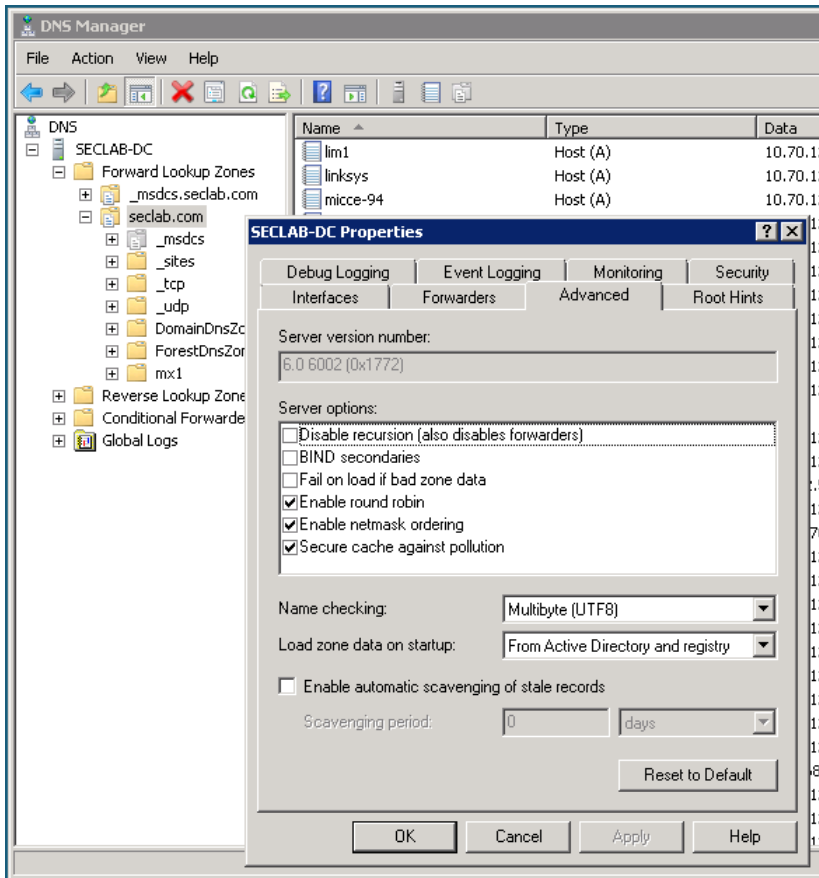 DNS Manager
File Action View Help
DNS
SECLAB-DC
Forward Lookup Zones
_msdcs.seclab.com
seclab.com
_msdcs
_sites
_tcp
_udp
DomainDnsZo
ForestDnsZor
mx1
Reverse Lookup Zone
Conditional Forwarde
Global Logs
Name Type Data
lim1 Host (A) 10.70.1
linksys Host (A) 10.70.1
micce-94 Host (A) 10.70.1
SECLAB-DC Properties
Debug Logging Event Logging Monitoring Security
Interfaces Forwarders Advanced Root Hints
Server version number:
6.0 6002 (0x1772)
Server options:
Disable recursion (also disables forwarders)
BIND secondaries
Fail on load if bad zone data
Enable round robin
Enable netmask ordering
Secure cache against pollution
Name checking: Multibyte (UTF8)
Load zone data on startup: From Active Directory and registry
Enable automatic scavenging of stale records
Scavenging period: 0 days
Reset to Default
OK Cancel Apply Help